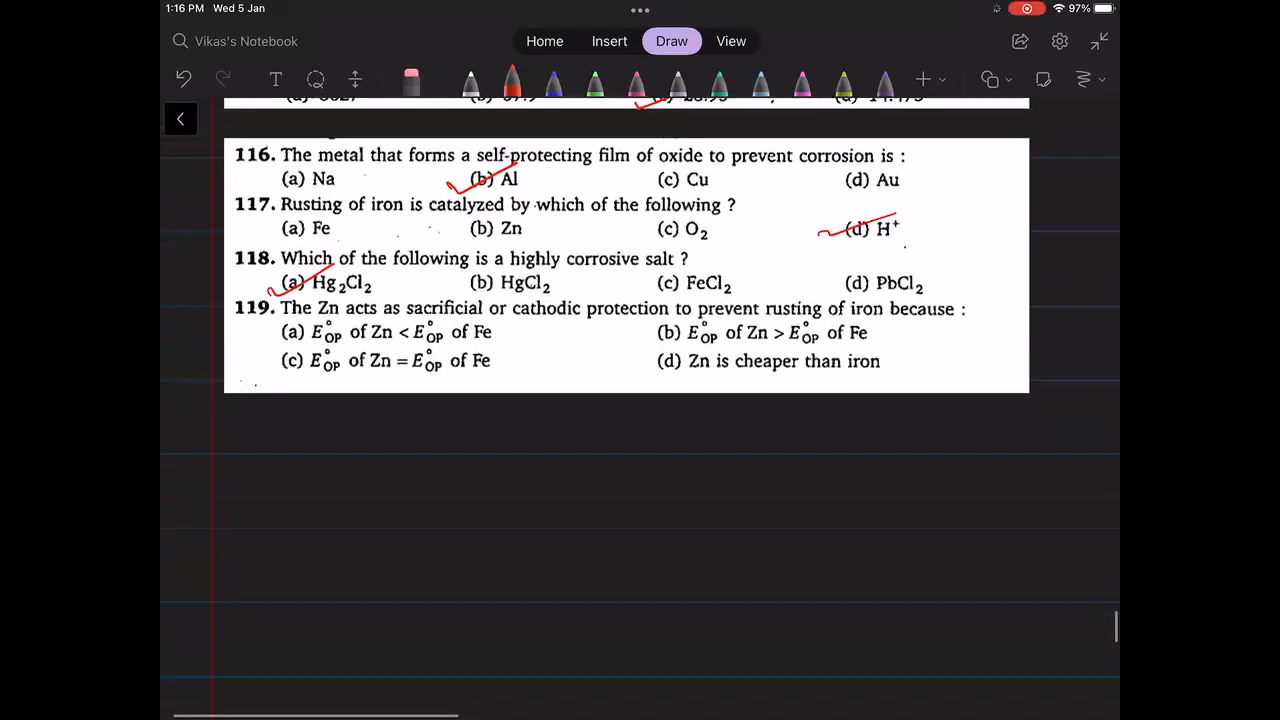 1:16 PM Wed 5 Jan
97%
Vikas's Notebook
Home Insert Draw View
116. The metal that forms a self-protecting film of oxide to prevent corrosion is :
(a) Na (b) Al (c) Cu (d) Au
117. Rusting of iron is catalyzed by which of the following ?
(a) Fe (b) Zn (c) O₂ (d) H⁺
118. Which of the following is a highly corrosive salt ?
(a) Hg₂Cl₂ (b) HgCl₂ (c) FeCl₂ (d) PbCl₂
119. The Zn acts as sacrificial or cathodic protection to prevent rusting of iron because :
(a) E°OP of Zn < E°OP of Fe (b) E°OP of Zn > E°OP of Fe
(c) E°OP of Zn = E°OP of Fe (d) Zn is cheaper than iron